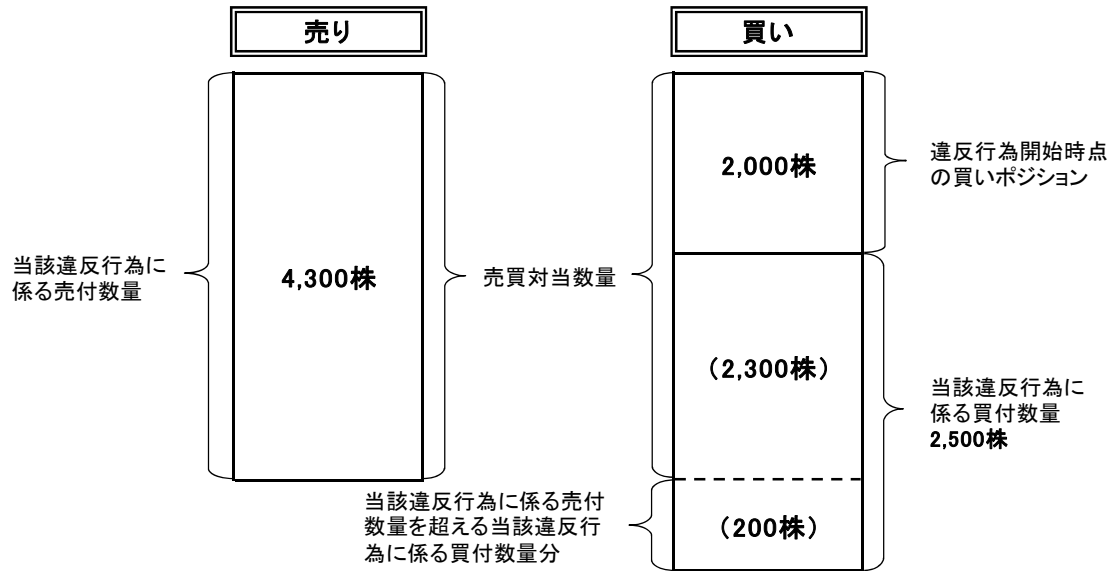 売り
買い
2,000株
違反行為開始時点
の買いポジション
当該違反行為に
係る売付数量
4,300株
売買対当数量
(2,300株)
当該違反行為に
係る買付数量
2,500株
当該違反行為に係る売付
数量を超える当該違反行
為に係る買付数量分
(200株)